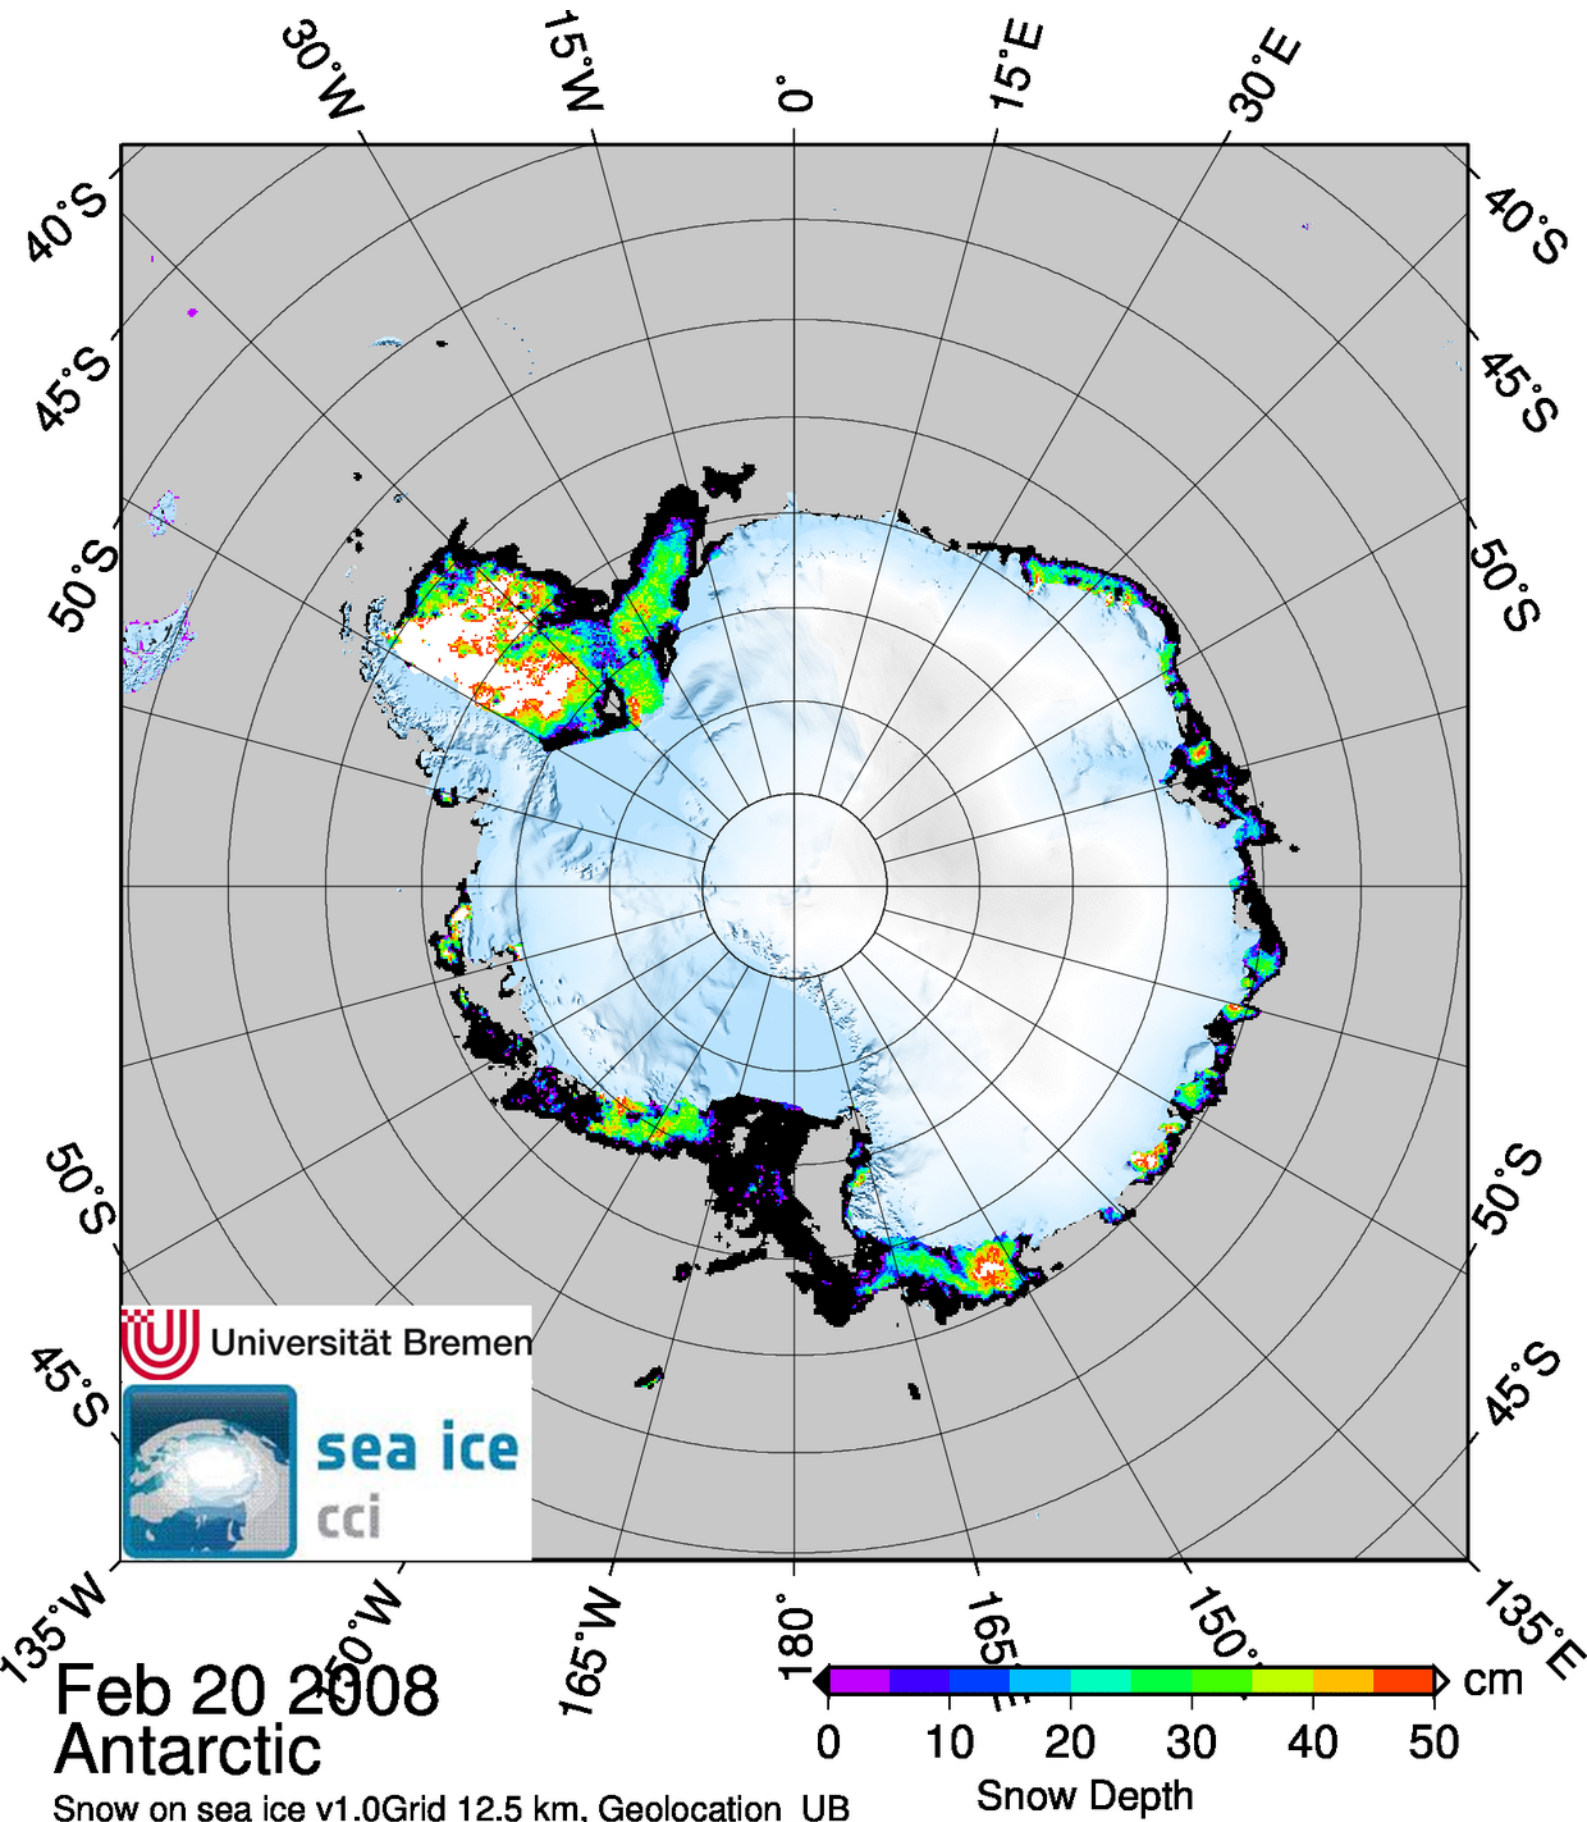 30°W 15°W 0° 15°E 30°E
40°S 40°S
45°S 45°S
50°S 50°S
50°S 50°S
45°S 45°S
Universität Bremen
sea ice
cci
135°W 150°W 165°W 180° 165°E 150° 135°E
Feb 20 2008
Antarctic
Snow on sea ice v1.0Grid 12.5 km, Geolocation UB
cm
0 10 20 30 40 50
Snow Depth